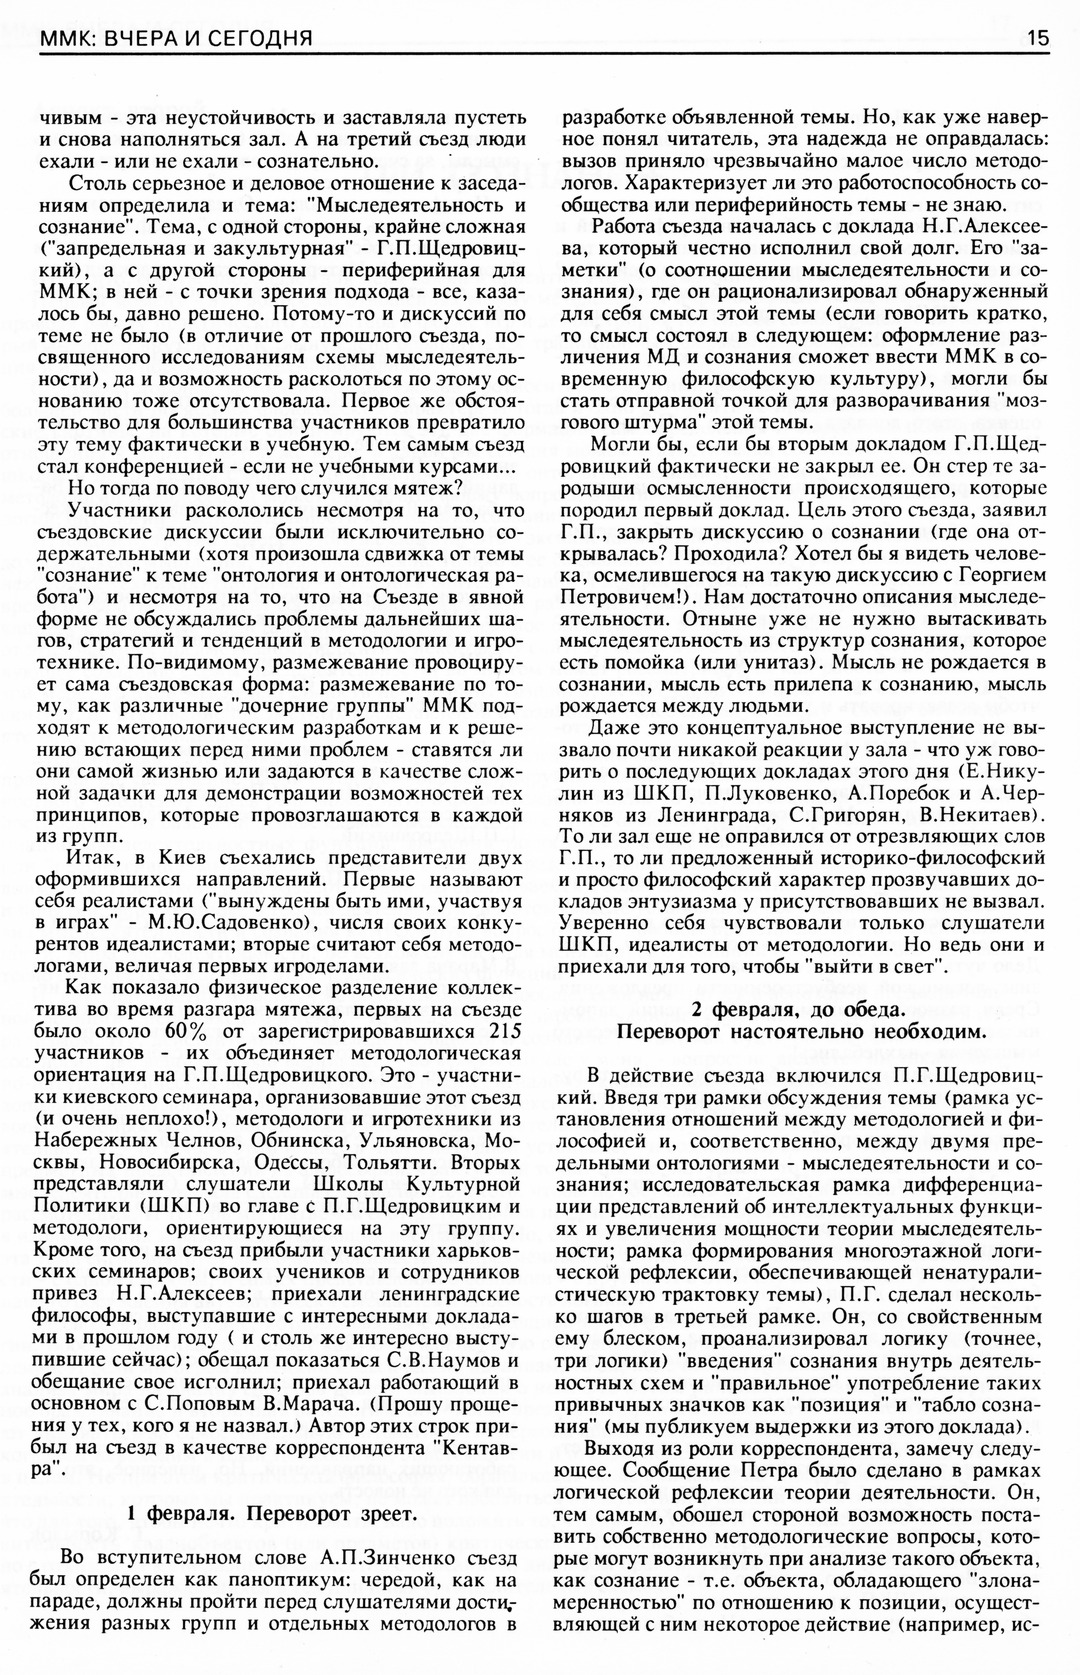 ММК: ВЧЕРА И СЕГОДНЯ
15
чивым - эта неустойчивость и заставляла пустеть
и снова наполняться зал. А на третий съезд люди
ехали - или не ехали - сознательно.
Столь серьезное и деловое отношение к заседа-
ниям определила и тема: "Мыследеятельность и
сознание". Тема, с одной стороны, крайне сложная
("запредельная и закультурная" - Г.П.Щедровиц-
кий), а с другой стороны - периферийная для
ММК; в ней - с точки зрения подхода - все, каза-
лось бы, давно решено. Потому-то и дискуссий по
теме не было (в отличие от прошлого съезда, по-
священного исследованиям схемы мыследеятель-
ности), да и возможность расколоться по этому ос-
нованию тоже отсутствовала. Первое же обстоя-
тельство для большинства участников превратило
эту тему фактически в учебную. Тем самым съезд
стал конференцией - если не учебными курсами...
Но тогда по поводу чего случился мятеж?
Участники раскололись несмотря на то, что
съездовские дискуссии были исключительно со-
держательными (хотя произошла сдвижка от темы
"сознание" к теме "онтология и онтологическая ра-
бота") и несмотря на то, что на Съезде в явной
форме не обсуждались проблемы дальнейших ша-
гов, стратегий и тенденций в методологии и игро-
технике. По-видимому, размежевание провоциру-
ет сама съездовская форма: размежевание по то-
му, как различные "дочерние группы" ММК под-
ходят к методологическим разработкам и к реше-
нию встающих перед ними проблем - ставятся ли
они самой жизнью или задаются в качестве слож-
ной задачки для демонстрации возможностей тех
принципов, которые провозглашаются в каждой
из групп.
Итак, в Киев съехались представители двух
оформившихся направлений. Первые называют
себя реалистами ("вынуждены быть ими, участвуя
в играх" - М.Ю.Садовенко), числя своих конку-
рентов идеалистами; вторые считают себя методо-
логами, величая первых игроделами.
Как показало физическое разделение коллек-
тива во время разгара мятежа, первых на съезде
было около 60% от зарегистрировавшихся 215
участников - их объединяет методологическая
ориентация на Г.П.Щедровицкого. Это - участни-
ки киевского семинара, организовавшие этот съезд
(и очень неплохо!), методологи и игротехники из
Набережных Челнов, Обнинска, Ульяновска, Мо-
сквы, Новосибирска, Одессы, Тольятти. Вторых
представляли слушатели Школы Культурной
Политики (ШКП) во главе с П.Г.Щедровицким и
методологи, ориентирующиеся на эту группу.
Кроме того, на съезд прибыли участники харьков-
ских семинаров; своих учеников и сотрудников
привез Н.Г.Алексеев; приехали ленинградские
философы, выступавшие с интересными доклада-
ми в прошлом году ( и столь же интересно высту-
пившие сейчас); обещал показаться С.В.Наумов и
обещание свое исголнил; приехал работающий в
основном с С.Поповым В.Марача. (Прошу проще-
ния у тех, кого я не назвал.) Автор этих строк при-
был на съезд в качестве корреспондента "Кентав-
ра".
1 февраля. Переворот зреет.
Во вступительном слове А.П.Зинченко съезд
был определен как паноптикум: чередой, как на
параде, должны пройти перед слушателями дости-
жения разных групп и отдельных методологов в
разработке объявленной темы. Но, как уже навер-
ное понял читатель, эта надежда не оправдалась:
вызов приняло чрезвычайно малое число методо-
логов. Характеризует ли это работоспособность со-
общества или периферийность темы - не знаю.
Работа съезда началась с доклада Н.Г.Алексее-
ва, который честно исполнил свой долг. Его "за-
метки" (о соотношении мыследеятельности и со-
знания), где он рационализировал обнаруженный
для себя смысл этой темы (если говорить кратко,
то смысл состоял в следующем: оформление раз-
личения МД и сознания сможет ввести ММК в со-
временную философскую культуру), могли бы
стать отправной точкой для разворачивания "моз-
гового штурма" этой темы.
Могли бы, если бы вторым докладом Г.П.Щед-
ровицкий фактически не закрыл ее. Он стер те за-
родыши осмысленности происходящего, которые
породил первый доклад. Цель этого съезда, заявил
Г.П., закрыть дискуссию о сознании (где она от-
крывалась? Проходила? Хотел бы я видеть челове-
ка, осмелившегося на такую дискуссию с Георгием
Петровичем!). Нам достаточно описания мыследе-
ятельности. Отныне уже не нужно вытаскивать
мыследеятельность из структур сознания, которое
есть помойка (или унитаз). Мысль не рождается в
сознании, мысль есть прилепа к сознанию, мысль
рождается между людьми.
Даже это концептуальное выступление не вы-
звало почти никакой реакции у зала - что уж гово-
рить о последующих докладах этого дня (Е.Нику-
лин из ШКП, П.Луковенко, А.Поребок и А.Чер-
няков из Ленинграда, С.Григорян, В.Некитаев).
То ли зал еще не оправился от отрезвляющих слов
Г.П., то ли предложенный историко-философский
и просто философский характер прозвучавших до-
кладов энтузиазма у присутствовавших не вызвал.
Уверенно себя чувствовали только слушатели
ШКП, идеалисты от методологии. Но ведь они и
приехали для того, чтобы "выйти в свет".
2 февраля, до обеда.
Переворот настоятельно необходим.
В действие съезда включился П.Г.Щедровиц-
кий. Введя три рамки обсуждения темы (рамка ус-
тановления отношений между методологией и фи-
лософией и, соответственно, между двумя пре-
дельными онтологиями - мыследеятельности и со-
знания; исследовательская рамка дифференциа-
ции представлений об интеллектуальных функци-
ях и увеличения мощности теории мыследеятель-
ности; рамка формирования многоэтажной логи-
ческой рефлексии, обеспечивающей ненатурали-
стическую трактовку темы), П.Г. сделал несколь-
ко шагов в третьей рамке. Он, со свойственным
ему блеском, проанализировал логику (точнее,
три логики) "введения" сознания внутрь деятель-
ностных схем и "правильное" употребление таких
привычных значков как "позиция" и "табло созна-
ния" (мы публикуем выдержки из этого доклада).
Выходя из роли корреспондента, замечу следу-
ющее. Сообщение Петра было сделано в рамках
логической рефлексии теории деятельности. Он,
тем самым, обошел стороной возможность поста-
вить собственно методологические вопросы, кото-
рые могут возникнуть при анализе такого объекта,
как сознание - т.е. объекта, обладающего "злона-
меренностью" по отношению к позиции, осущест-
вляющей с ним некоторое действие (например, ис-